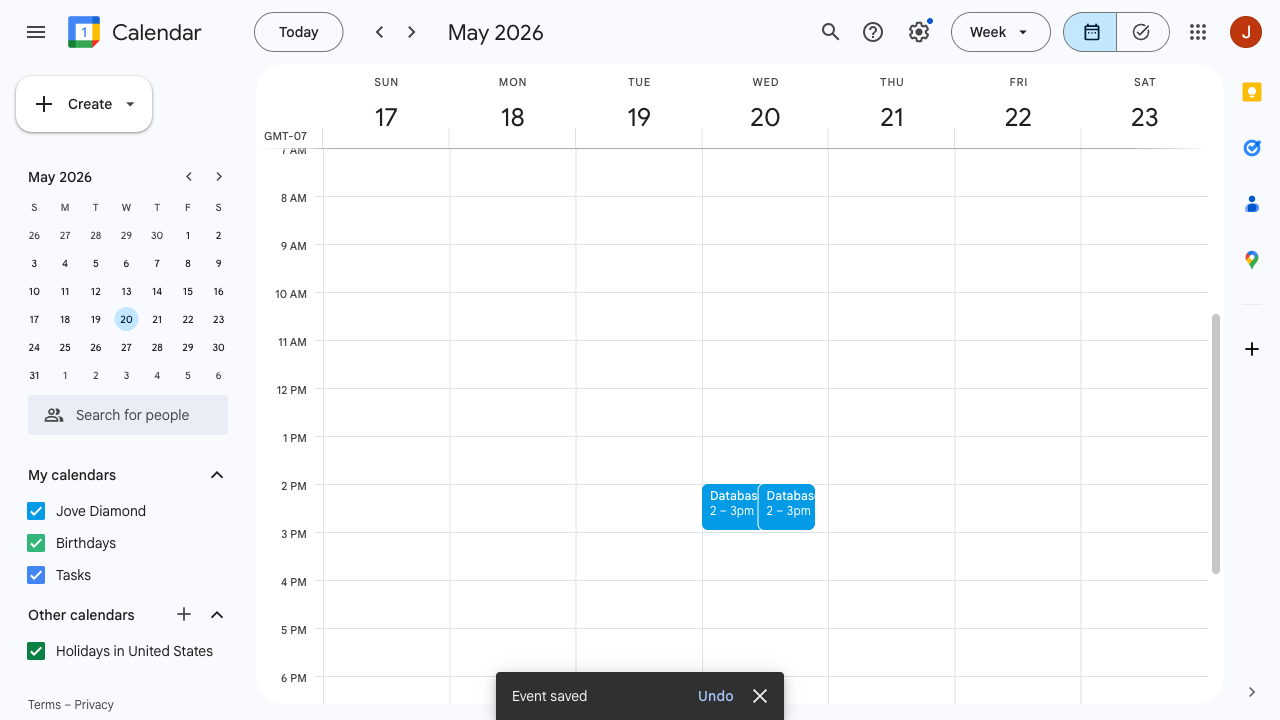 1
Calendar
Today
May 2026
Week
J
Create
SUN
MON
TUE
WED
THU
FRI
SAT
17
18
19
20
21
22
23
GMT-07
May 2026
S M T W T F S
26 27 28 29 30 1 2
3 4 5 6 7 8 9
10 11 12 13 14 15 16
17 18 19 20 21 22 23
24 25 26 27 28 29 30
31 1 2 3 4 5 6
Search for people
My calendars
Jove Diamond
Birthdays
Tasks
Other calendars
Holidays in United States
Terms – Privacy
7 AM
8 AM
9 AM
10 AM
11 AM
12 PM
1 PM
2 PM
3 PM
4 PM
5 PM
6 PM
Databas
2 – 3pm
Databas
2 – 3pm
Event saved
Undo